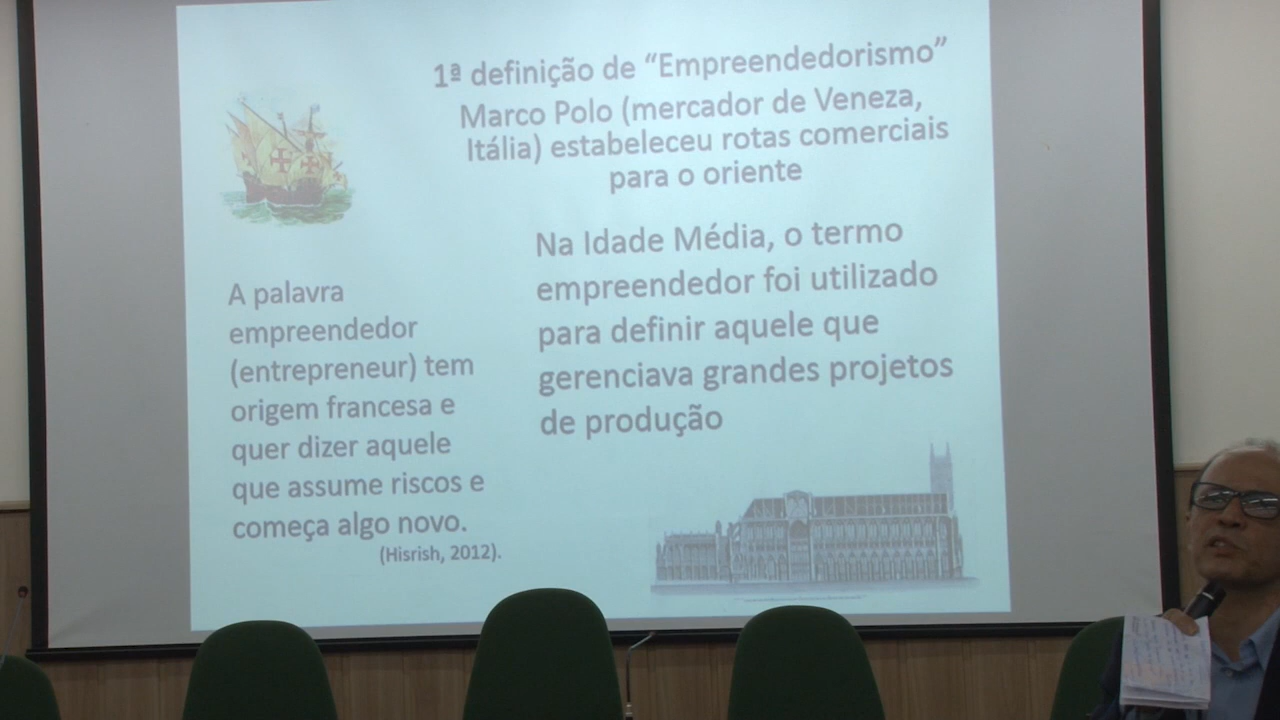 1ª definição de “Empreendedorismo”
Marco Polo (mercador de Veneza,
Itália) estabeleceu rotas comerciais
para o oriente
A palavra
empreendedor
(entrepreneur) tem
origem francesa e
quer dizer aquele
que assume riscos e
começa algo novo.
(Hisrish, 2012).
Na Idade Média, o termo
empreendedor foi utilizado
para definir aquele que
gerenciava grandes projetos
de produção